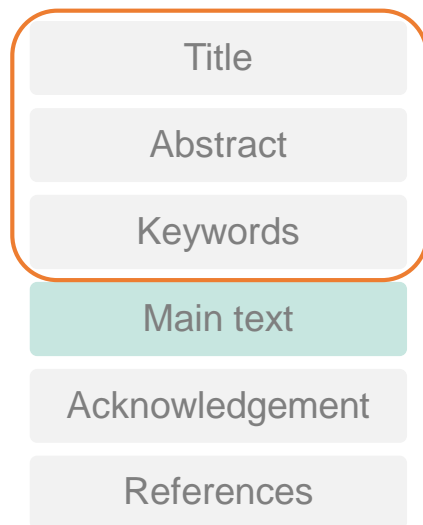 Title
Abstract
Keywords
Main text
Acknowledgement
References